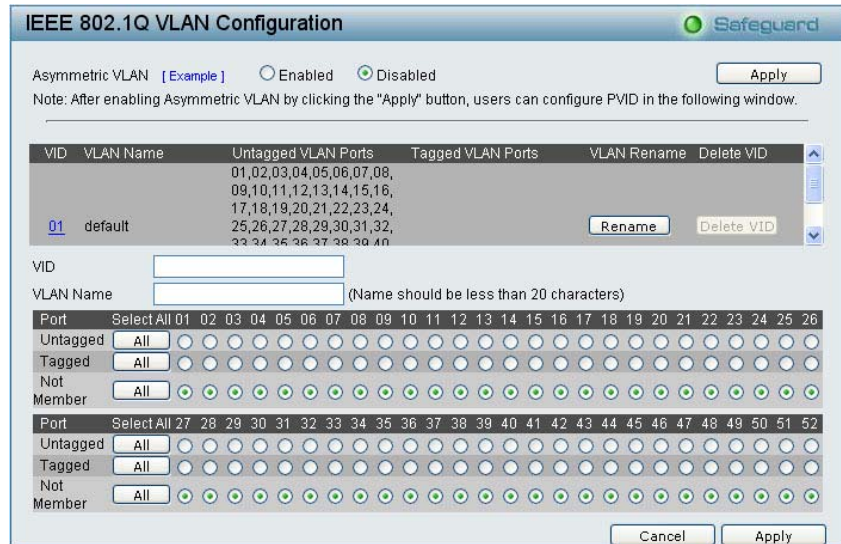 IEEE 802.1Q VLAN Configuration Safeguard
Asymmetric VLAN [ Example ] Enabled Disabled Apply
Note: After enabling Asymmetric VLAN by clicking the "Apply" button, users can configure PVID in the following window.
VID VLAN Name Untagged VLAN Ports Tagged VLAN Ports VLAN Rename Delete VID
01,02,03,04,05,06,07,08,
09,10,11,12,13,14,15,16,
17,18,19,20,21,22,23,24,
01 default 25,26,27,28,29,30,31,32, Rename Delete VID
33,34,35,36,37,38,39,40,
VID
VLAN Name (Name should be less than 20 characters)
Port Select All 01 02 03 04 05 06 07 08 09 10 11 12 13 14 15 16 17 18 19 20 21 22 23 24 25 26
Untagged All
Tagged All
Not
Member All
Port Select All 27 28 29 30 31 32 33 34 35 36 37 38 39 40 41 42 43 44 45 46 47 48 49 50 51 52
Untagged All
Tagged All
Not
Member All
Cancel Apply